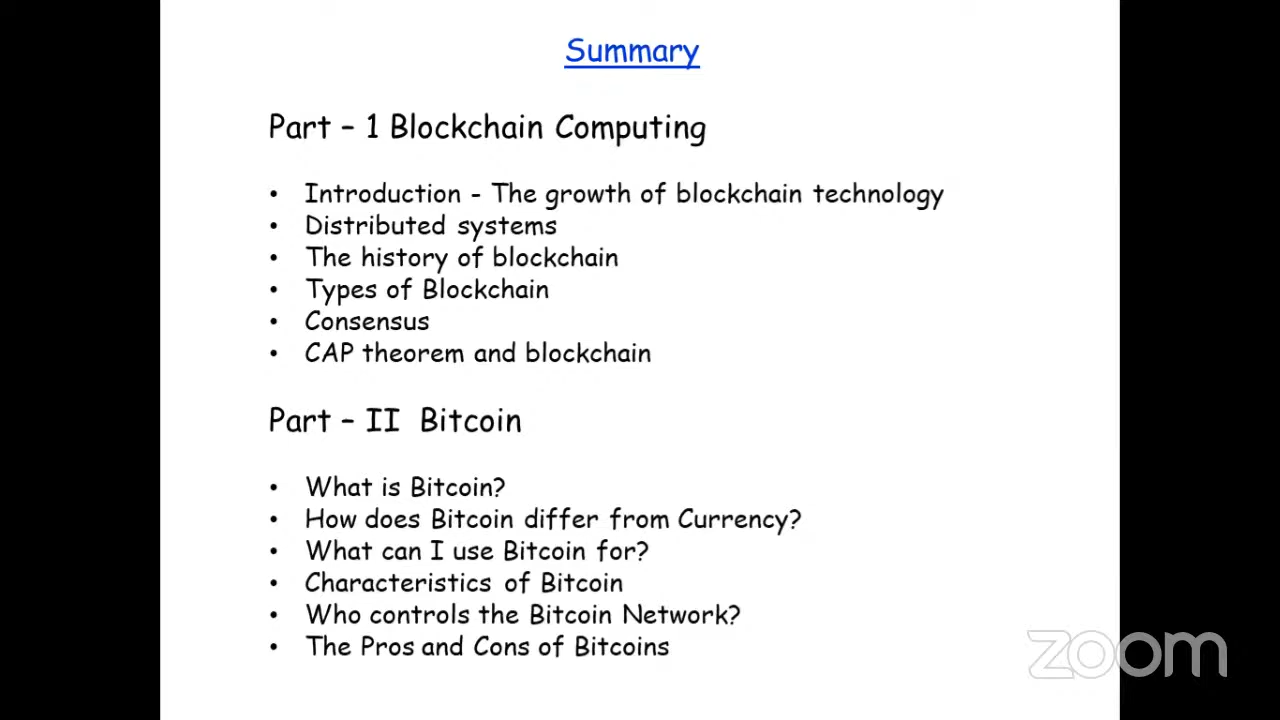 Summary
Part – 1 Blockchain Computing
• Introduction - The growth of blockchain technology
• Distributed systems
• The history of blockchain
• Types of Blockchain
• Consensus
• CAP theorem and blockchain
Part – II Bitcoin
• What is Bitcoin?
• How does Bitcoin differ from Currency?
• What can I use Bitcoin for?
• Characteristics of Bitcoin
• Who controls the Bitcoin Network?
• The Pros and Cons of Bitcoins
zoom